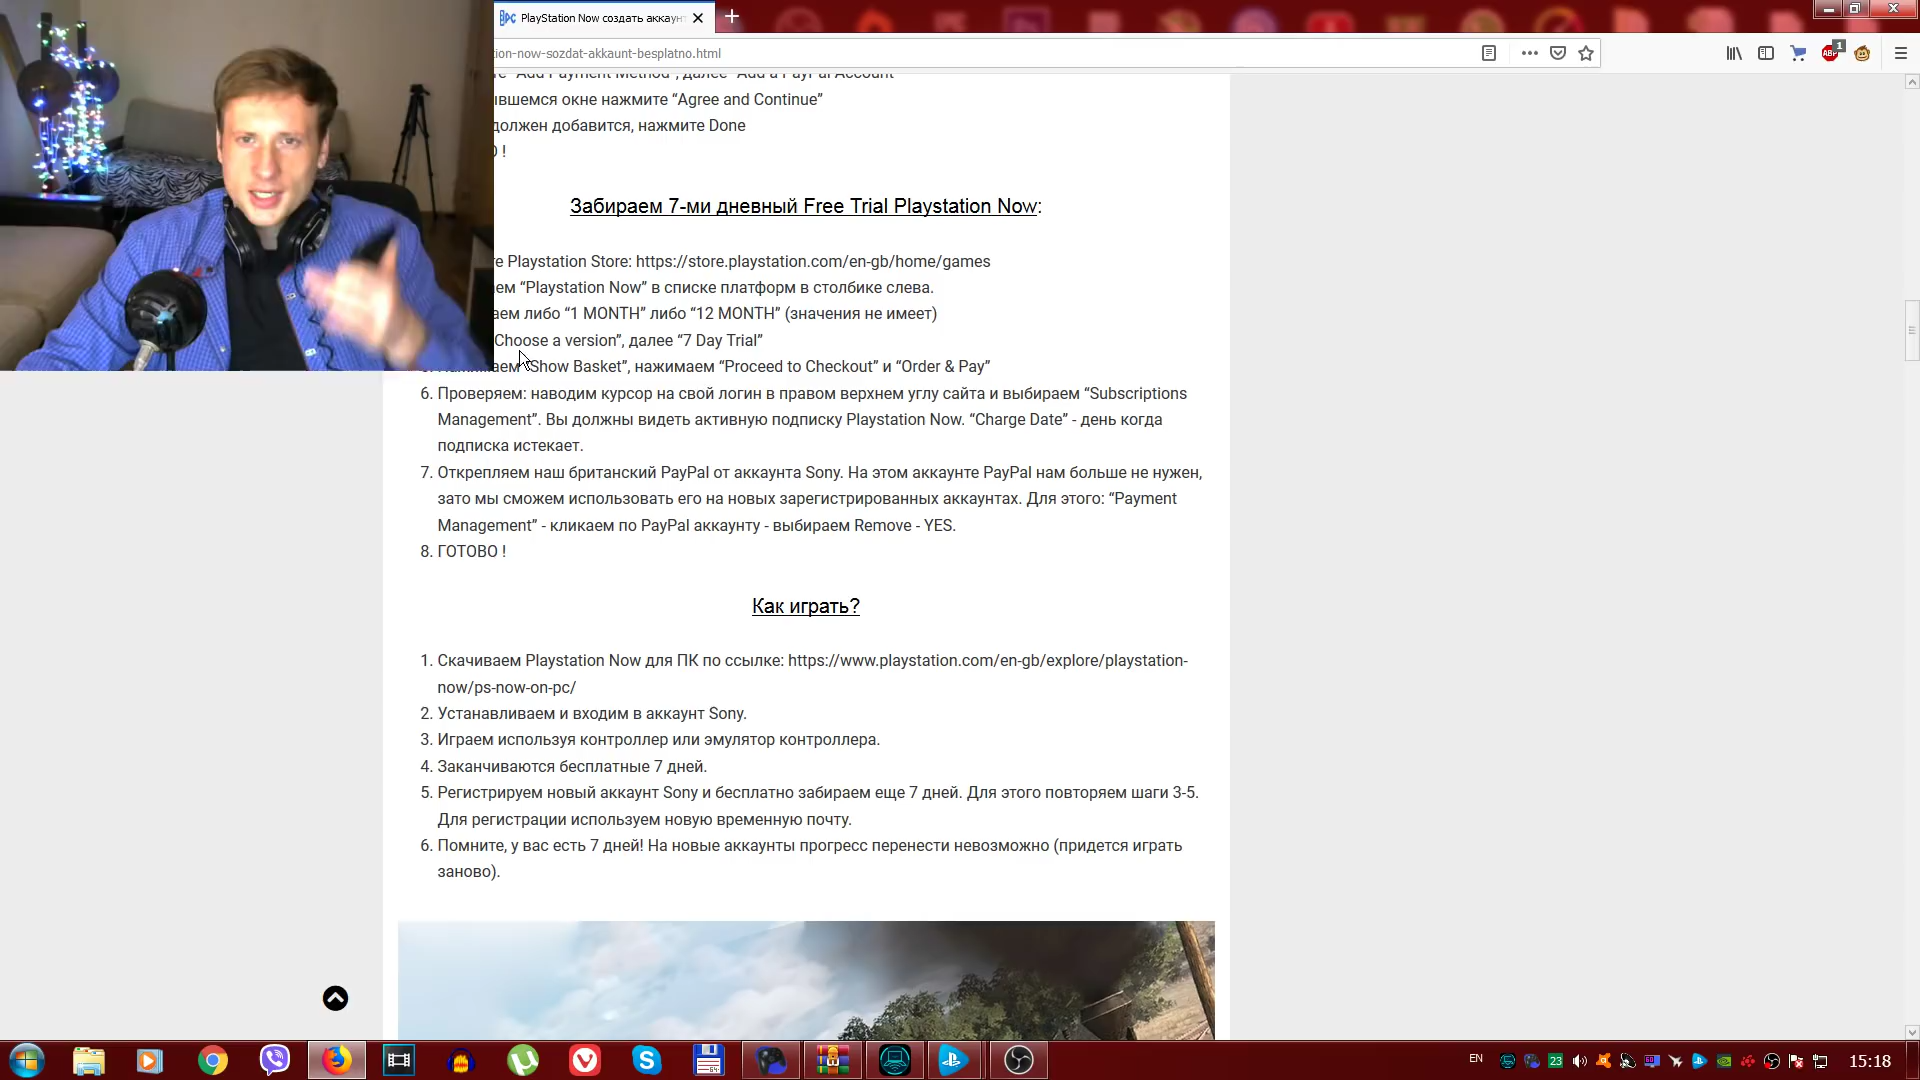 PlayStation Now создать аккаун
ion-now-sozdat-akkaunt-besplatno.html
“Add Payment Method”, далее “Add a PayPal Account”
окне нажмите “Agree and Continue”
должен добавится, нажмите Done
!
Забираем 7-ми дневный Free Trial Playstation Now:
Playstation Store: https://store.playstation.com/en-gb/home/games
“Playstation Now” в списке платформ в столбике слева.
либо “1 MONTH” либо “12 MONTH” (значения не имеет)
Choose a version”, далее “7 Day Trial”
“Show Basket”, нажимаем “Proceed to Checkout” и “Order & Pay”
6. Проверяем: наводим курсор на свой логин в правом верхнем углу сайта и выбираем “Subscriptions
Management”. Вы должны видеть активную подписку Playstation Now. “Charge Date” - день когда
подписка истекает.
7. Открепляем наш британский PayPal от аккаунта Sony. На этом аккаунте PayPal нам больше не нужен,
зато мы сможем использовать его на новых зарегистрированных аккаунтах. Для этого: “Payment
Management” - кликаем по PayPal аккаунту - выбираем Remove - YES.
8. ГОТОВО !
Как играть?
1. Скачиваем Playstation Now для ПК по ссылке: https://www.playstation.com/en-gb/explore/playstation-
now/ps-now-on-pc/
2. Устанавливаем и входим в аккаунт Sony.
3. Играем используя контроллер или эмулятор контроллера.
4. Заканчиваются бесплатные 7 дней.
5. Регистрируем новый аккаунт Sony и бесплатно забираем еще 7 дней. Для этого повторяем шаги 3-5.
Для регистрации используем новую временную почту.
6. Помните, у вас есть 7 дней! На новые аккаунты прогресс перенести невозможно (придется играть
заново).
EN
23
15:18